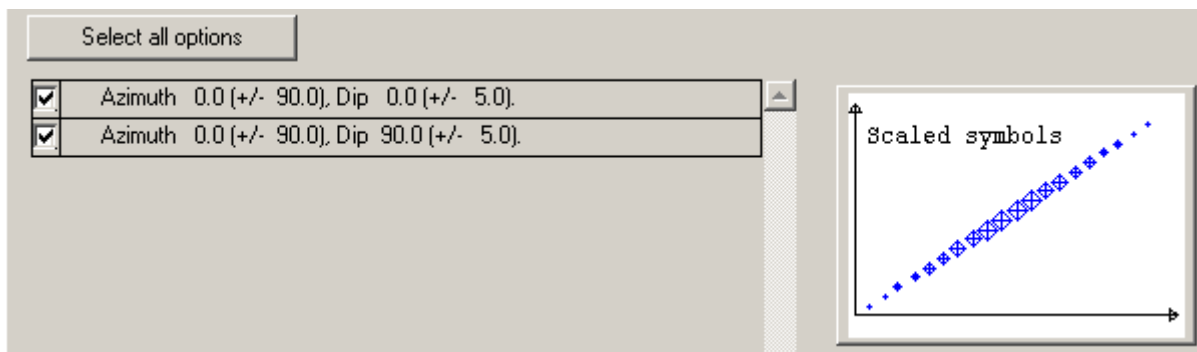 Select all options
Azimuth 0.0 (+/- 90.0), Dip 0.0 (+/- 5.0).
Azimuth 0.0 (+/- 90.0), Dip 90.0 (+/- 5.0).
Scaled symbols